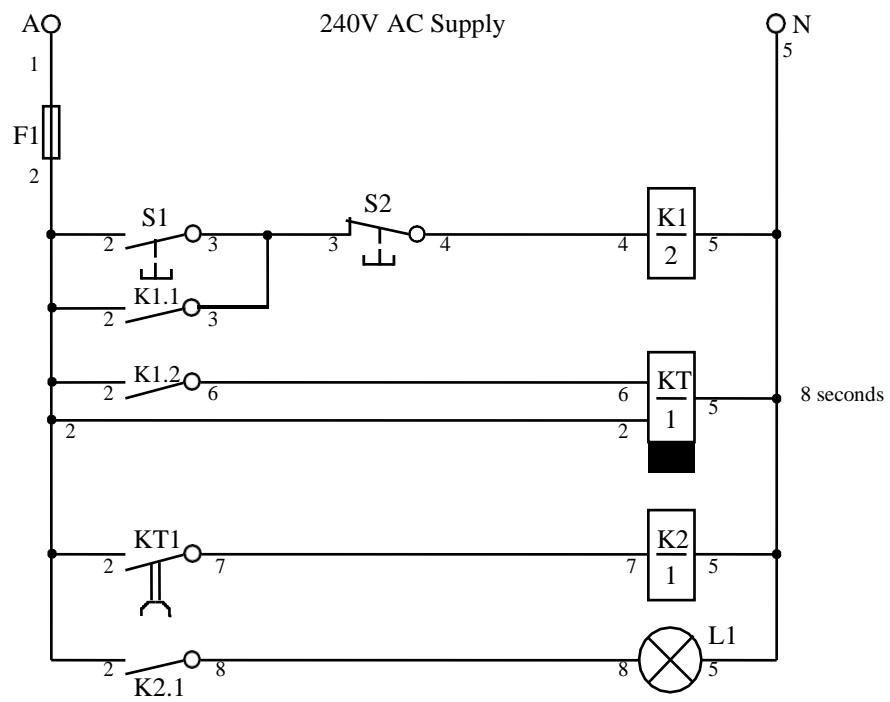 A 240V AC Supply N
1 5
F1
2
S1 S2 K1
2 3 3 4 4 5
2
K1.1
2 3
K1.2 KT
2 6 6 5 8 seconds
2 2 1
KT1 K2
2 7 7 5
1
L1
2 8 8 5
K2.1